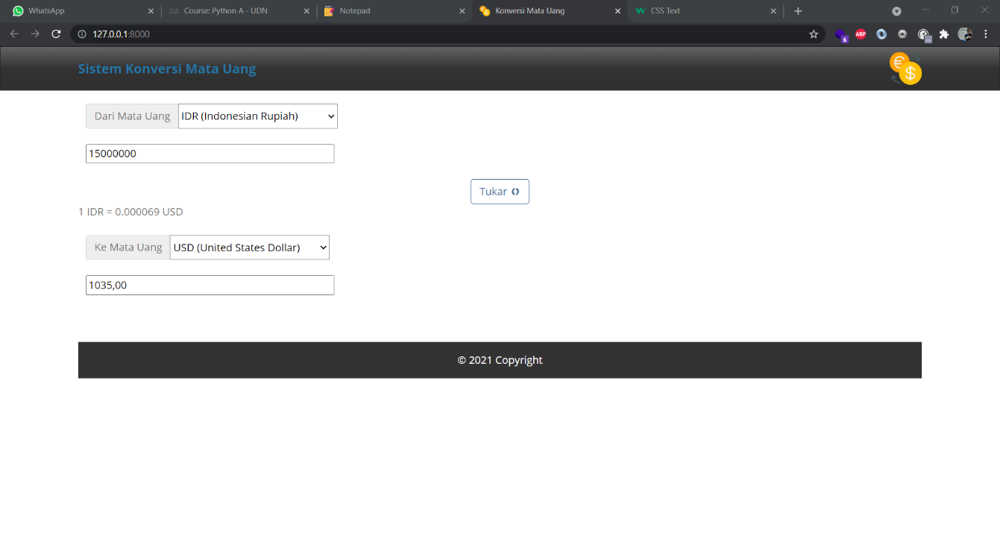 WhatsApp
Course: Python A - UDN
Notepad
Konversi Mata Uang
CSS Text
127.0.0.1:8000
ABP
6
Sistem Konversi Mata Uang
€
$
Dari Mata Uang IDR (Indonesian Rupiah)
15000000
Tukar
1 IDR = 0.000069 USD
Ke Mata Uang USD (United States Dollar)
1035,00
© 2021 Copyright